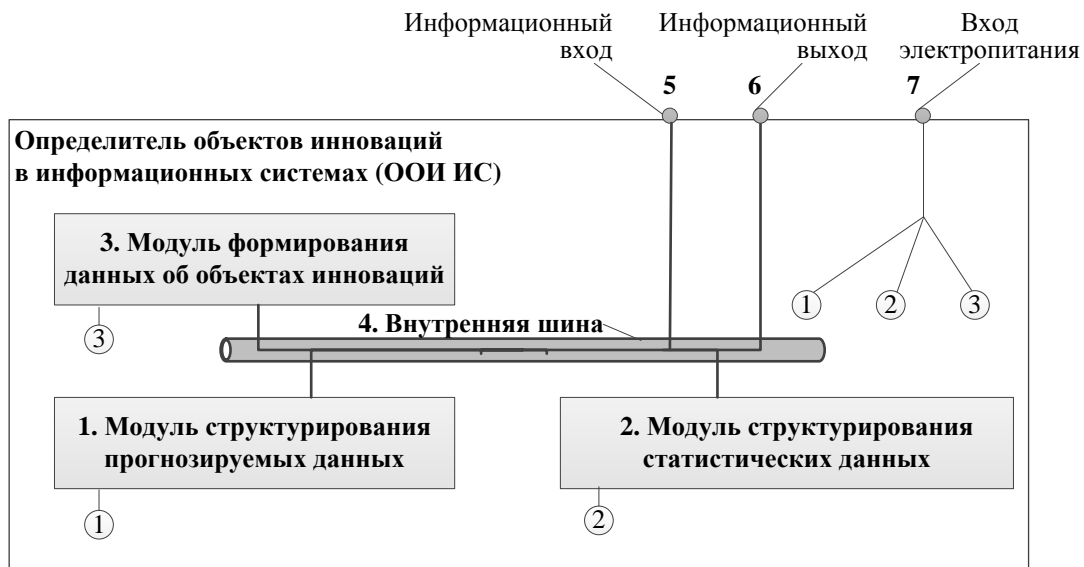 Информационный
вход
Информационный
выход
Вход
электропитания
5
6
7
Определитель объектов инноваций
в информационных системах (ООИ ИС)
3. Модуль формирования
данных об объектах инноваций
1
2
3
3
4. Внутренняя шина
1. Модуль структурирования
прогнозируемых данных
2. Модуль структурирования
статистических данных
1
2